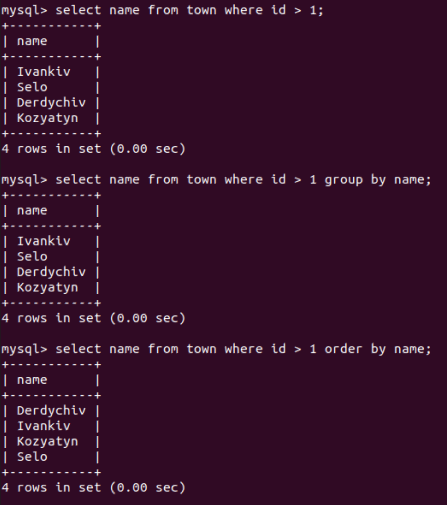 mysql> select name from town where id > 1;
+-----------+
| name      |
+-----------+
| Ivankiv   |
| Selo      |
| Derdychiv |
| Kozyatyn  |
+-----------+
4 rows in set (0.00 sec)

mysql> select name from town where id > 1 group by name;
+-----------+
| name      |
+-----------+
| Ivankiv   |
| Selo      |
| Derdychiv |
| Kozyatyn  |
+-----------+
4 rows in set (0.00 sec)

mysql> select name from town where id > 1 order by name;
+-----------+
| name      |
+-----------+
| Derdychiv |
| Ivankiv   |
| Kozyatyn  |
| Selo      |
+-----------+
4 rows in set (0.00 sec)